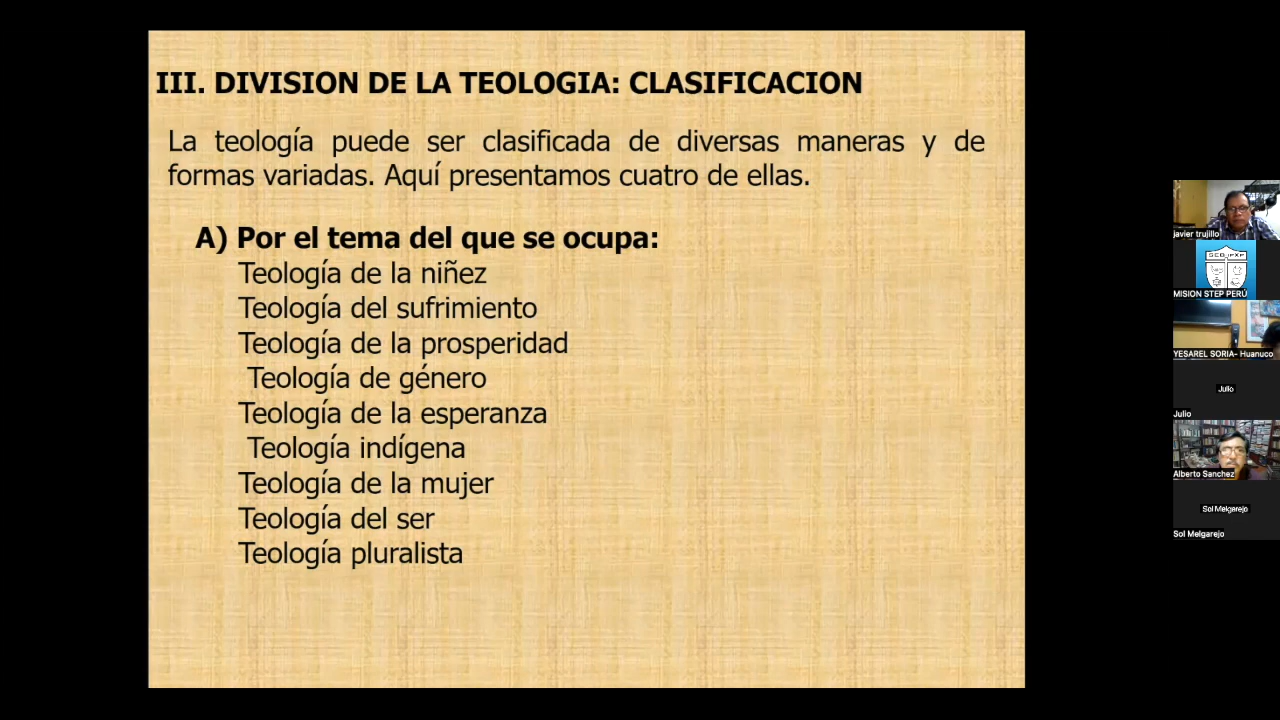 III. DIVISION DE LA TEOLOGIA: CLASIFICACION
La teología puede ser clasificada de diversas maneras y de
formas variadas. Aquí presentamos cuatro de ellas.
A) Por el tema del que se ocupa:
Teología de la niñez
Teología del sufrimiento
Teología de la prosperidad
Teología de género
Teología de la esperanza
Teología indígena
Teología de la mujer
Teología del ser
Teología pluralista
javier trujillo
MISION STEP PERÚ
YESAREL SORIA- Huanuco
Julio
Julio
Alberto Sanchez
Sol Melgarejo
Sol Melgarejo